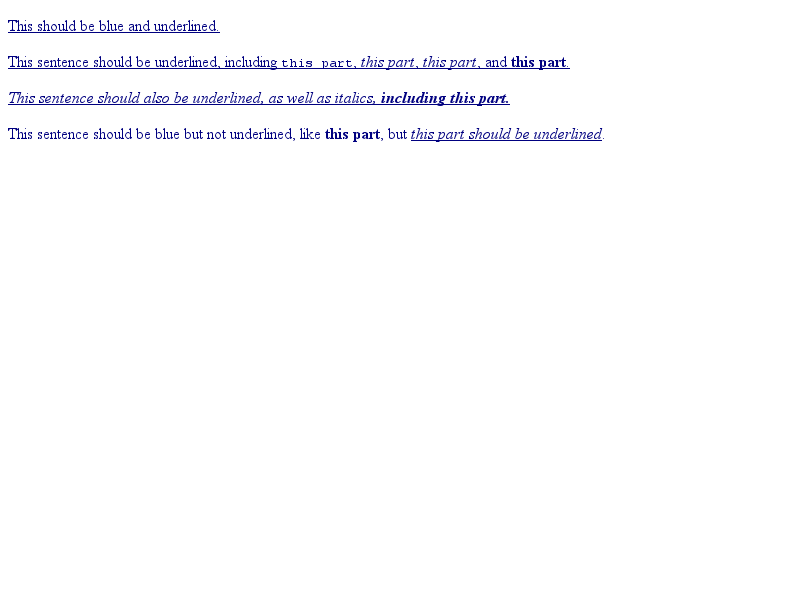 This should be blue and underlined.
This sentence should be underlined, including this part, this part, this part, and this part.
This sentence should also be underlined, as well as italics, including this part.
This sentence should be blue but not underlined, like this part, but this part should be underlined.